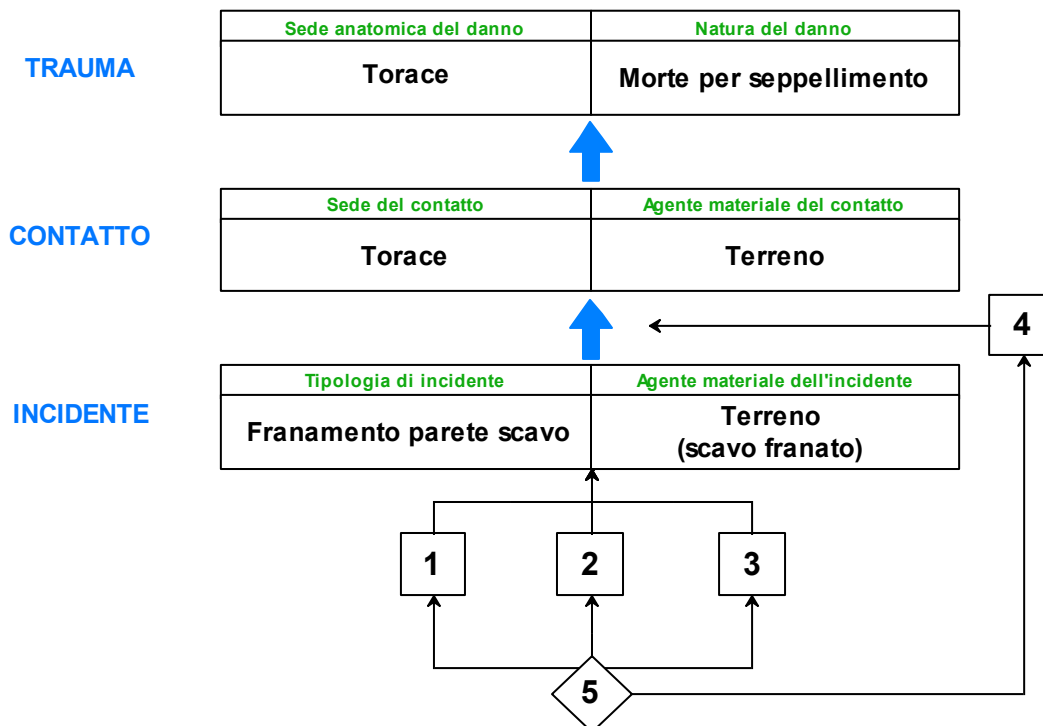 Sede anatomica del danno
Natura del danno
TRAUMA
Torace
Morte per seppellimento
Sede del contatto
Agente materiale del contatto
CONTATTO
Torace
Terreno
4
Tipologia di incidente
Agente materiale dell'incidente
INCIDENTE
Franamento parete scavo
Terreno
(scavo franato)
1
2
3
5